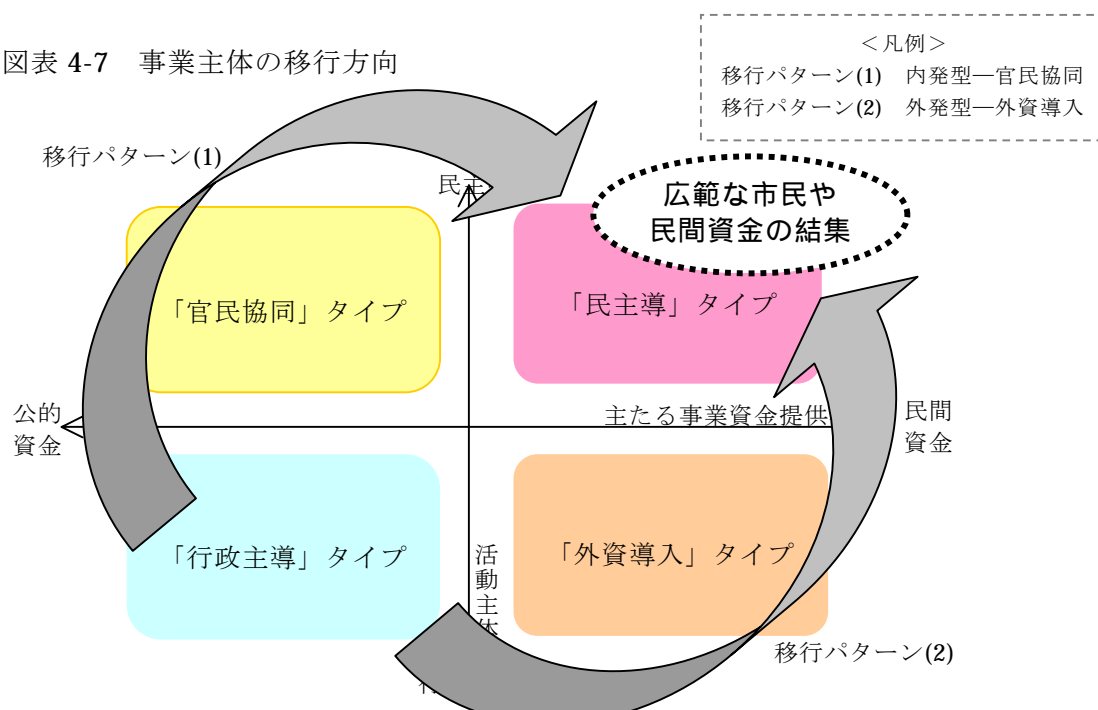 <凡例>
移行パターン(1) 内発型―官民協同
移行パターン(2) 外発型―外資導入
図表 4-7 事業主体の移行方向
移行パターン(1)
広範な市民や
民間資金の結集
「官民協同」タイプ
「民主導」タイプ
公的
資金
主たる事業資金提供
民間
資金
「行政主導」タイプ
活動主体
「外資導入」タイプ
移行パターン(2)